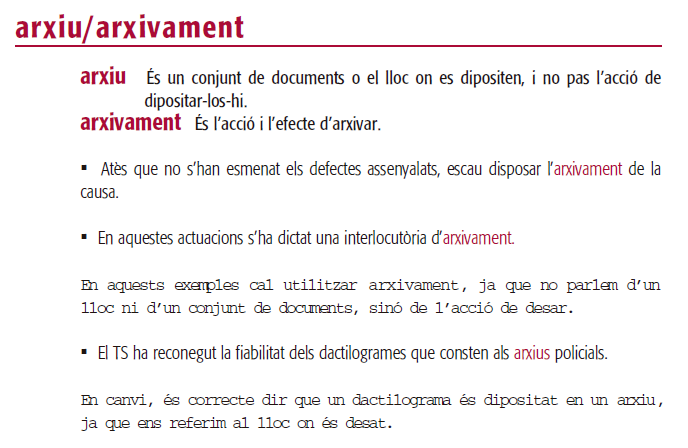 arxiu/arxivament
arxiu És un conjunt de documents o el lloc on es dipositen, i no pas l'acció de
dipositar-los-hi.
arxivament És l'acció i l'efecte d'arxivar.
▪ Atès que no s'han esmenat els defectes assenyalats, escau disposar l'arxivament de la
causa.
▪ En aquestes actuacions s'ha dictat una interlocutòria d'arxivament.
En aquests exemples cal utilitzar arxivament, ja que no parlem d'un
lloc ni d'un conjunt de documents, sinó de l'acció de desar.
▪ El TS ha reconegut la fiabilitat dels dactilogrames que consten als arxius policials.
En canvi, és correcte dir que un dactilograma és dipositat en un arxiu,
ja que ens referim al lloc on és desat.